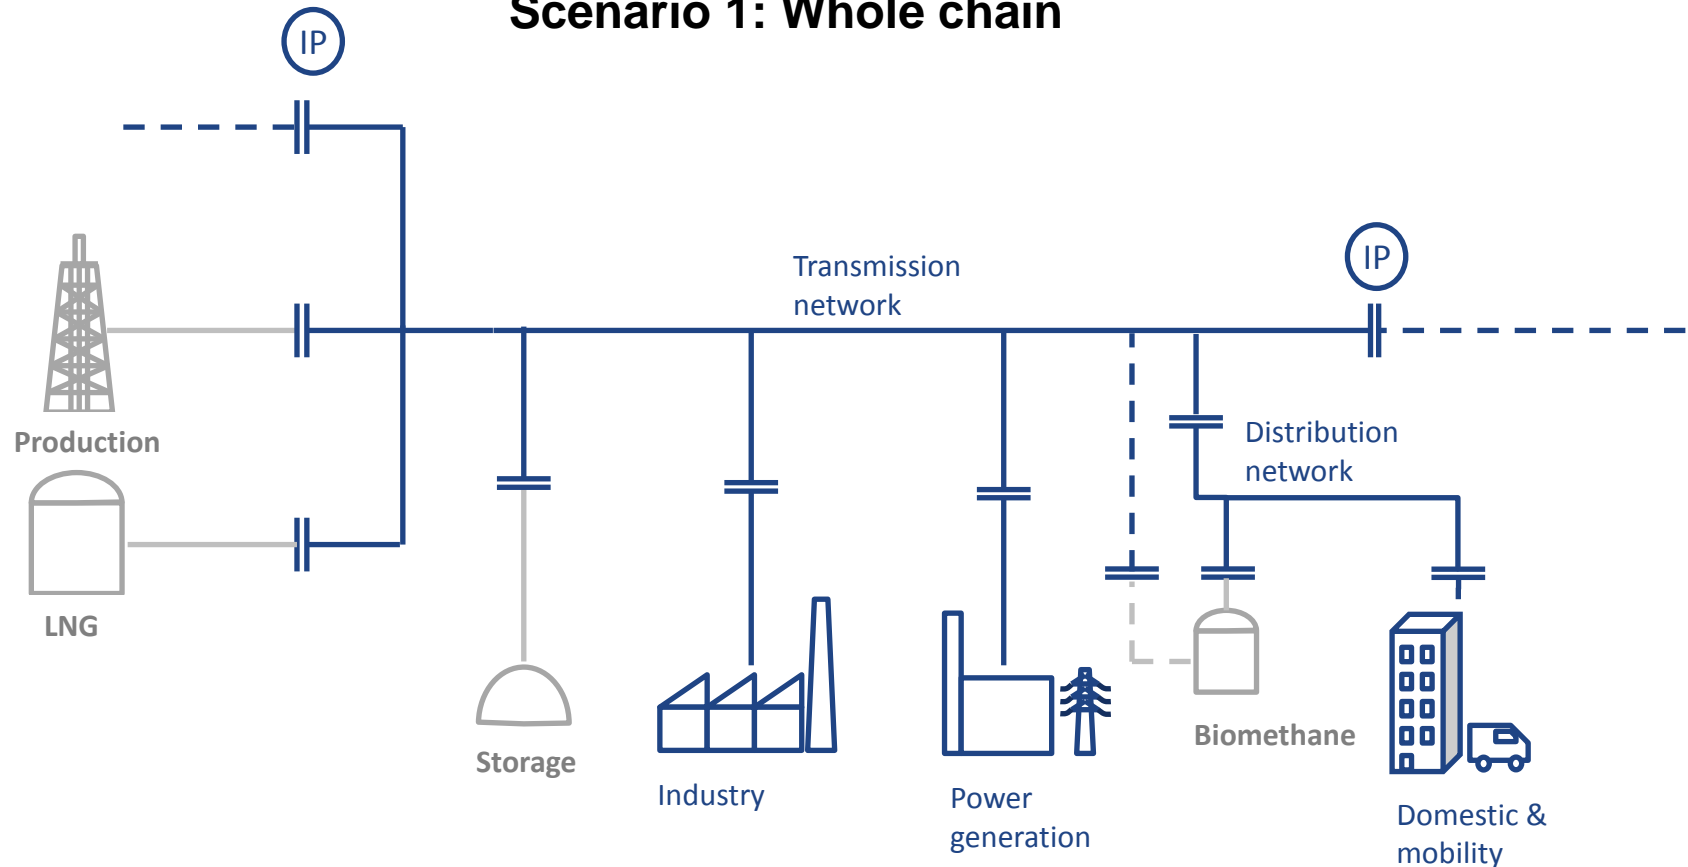 Scenario 1: Whole chain
IP
IP
Transmission
network
Production
Distribution
network
LNG
Storage
Industry
Power
generation
Biomethane
Domestic &
mobility